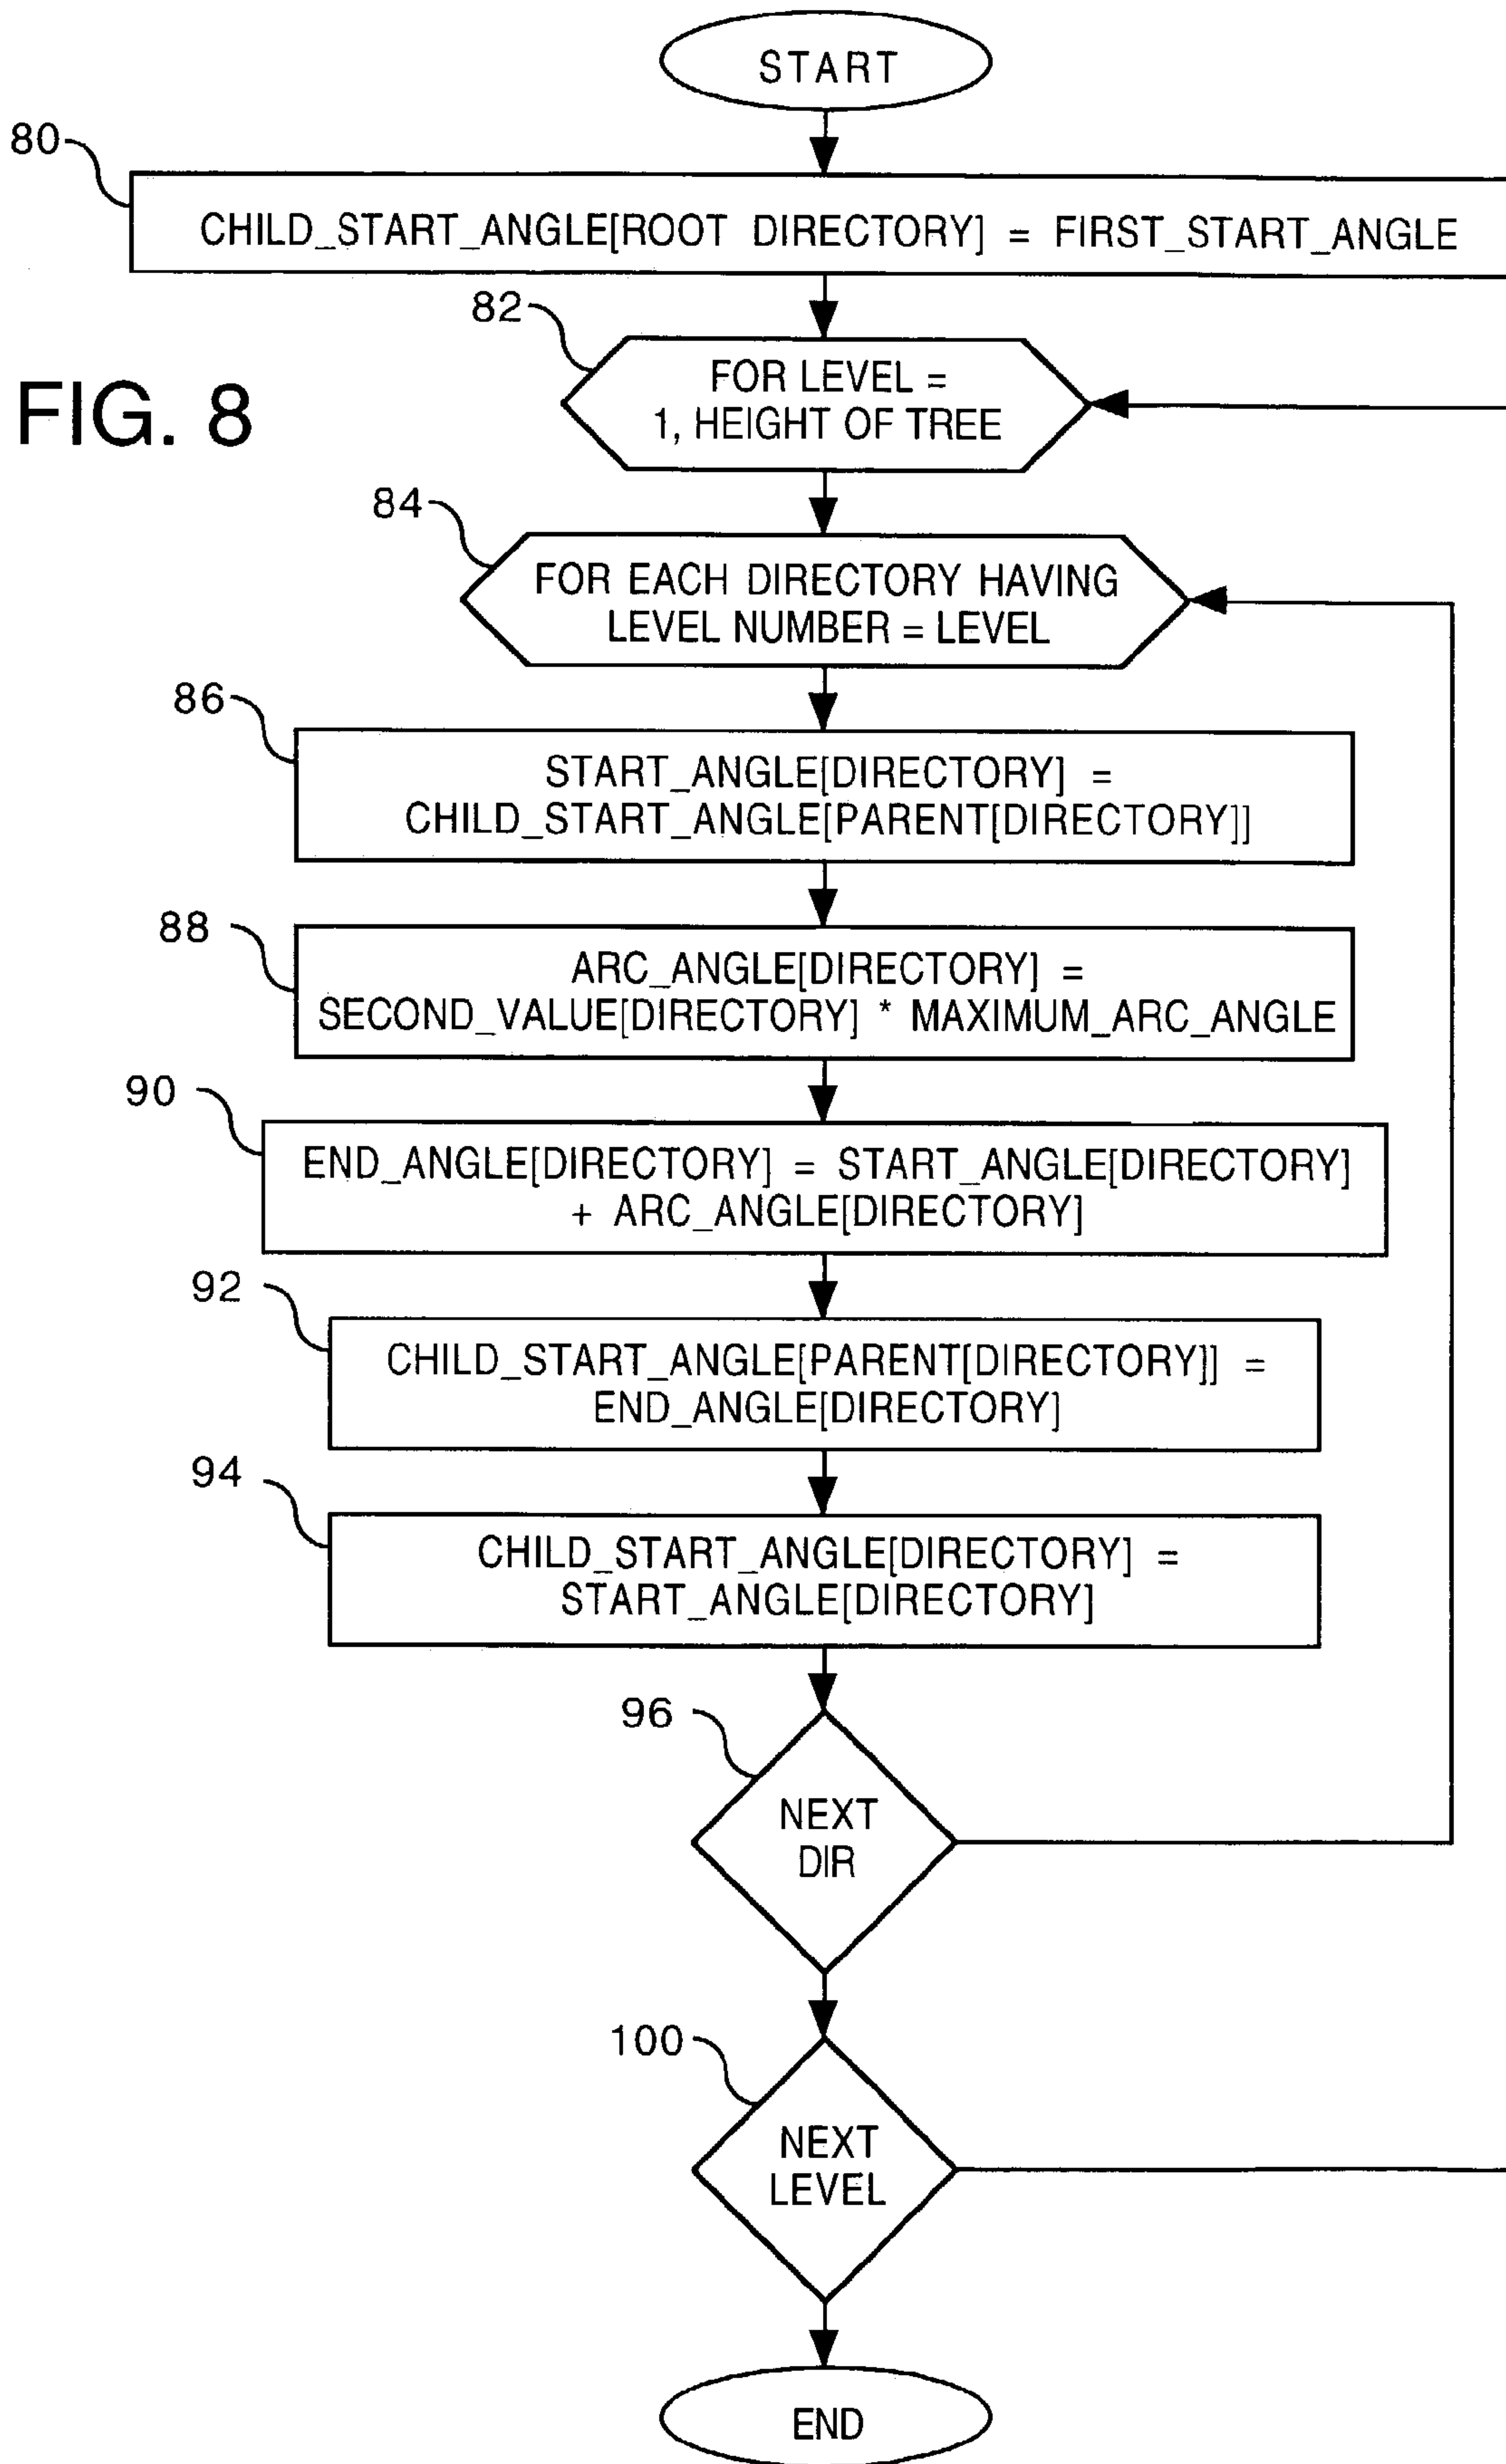 START
80
CHILD_START_ANGLE[ROOT DIRECTORY] = FIRST_START_ANGLE
82
FOR LEVEL =
1, HEIGHT OF TREE
FIG. 8
84
FOR EACH DIRECTORY HAVING
LEVEL NUMBER = LEVEL
86
START_ANGLE[DIRECTORY] =
CHILD_START_ANGLE[PARENT[DIRECTORY]]
88
ARC_ANGLE[DIRECTORY] =
SECOND_VALUE[DIRECTORY] * MAXIMUM_ARC_ANGLE
90
END_ANGLE[DIRECTORY] = START_ANGLE[DIRECTORY]
+ ARC_ANGLE[DIRECTORY]
92
CHILD_START_ANGLE[PARENT[DIRECTORY]] =
END_ANGLE[DIRECTORY]
94
CHILD_START_ANGLE[DIRECTORY] =
START_ANGLE[DIRECTORY]
96
NEXT
DIR
100
NEXT
LEVEL
END